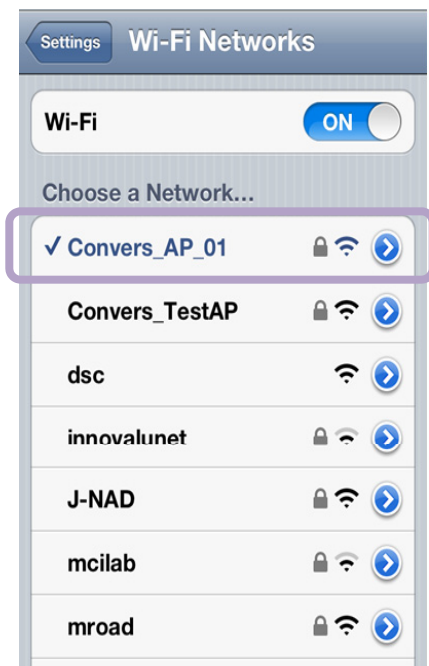 Settings Wi-Fi Networks
Wi-Fi ON
Choose a Network...
✓ Convers_AP_01
Convers_TestAP
dsc
innovalunet
J-NAD
mcilab
mroad